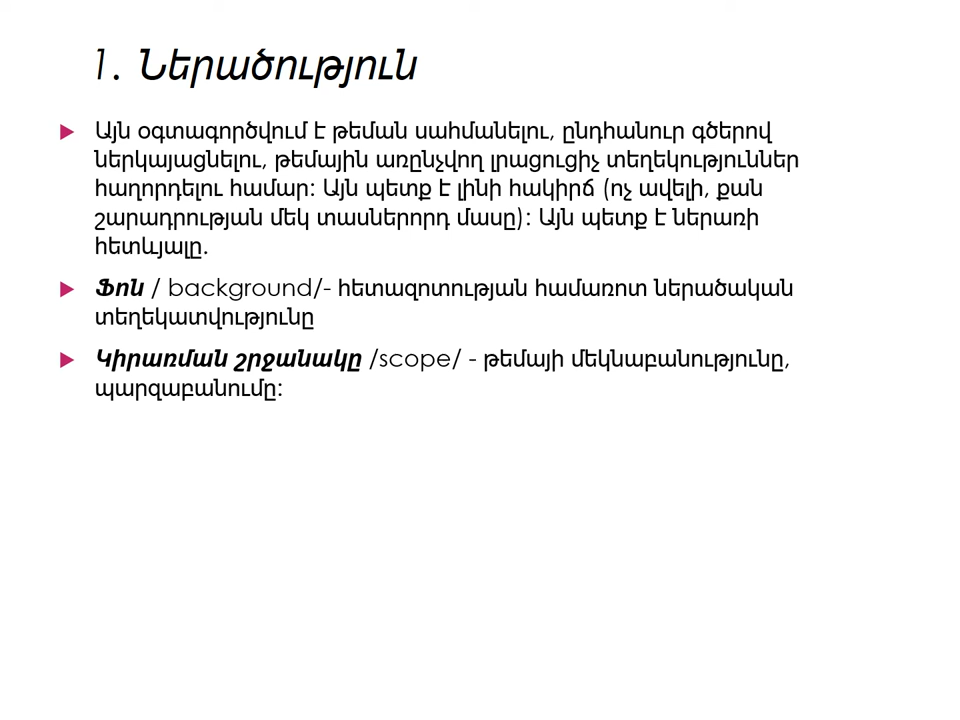 1. Ներածություն
Այն օգտագործվում է թեման սահմանելու, ընդհանուր գծերով
ներկայացնելու, թեմային առընչվող լրացուցիչ տեղեկություններ
հաղորդելու համար: Այն պետք է լինի հակիրճ (ոչ ավելի, քան
շարադրության մեկ տասներորդ մասը): Այն պետք է ներառի
հետևյալը.
Ֆոն / background/- հետազոտության համառոտ ներածական
տեղեկատվությունը
Կիրառման շրջանակը /scope/ - թեմայի մեկնաբանությունը,
պարզաբանումը: